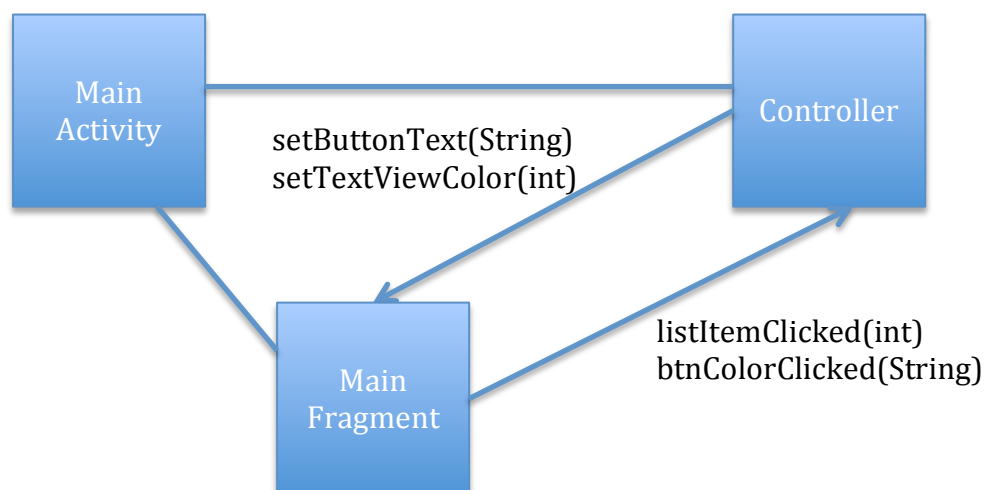 Main
Activity
Controller
setButtonText(String)
setTextViewColor(int)
listItemClicked(int)
btnColorClicked(String)
Main
Fragment